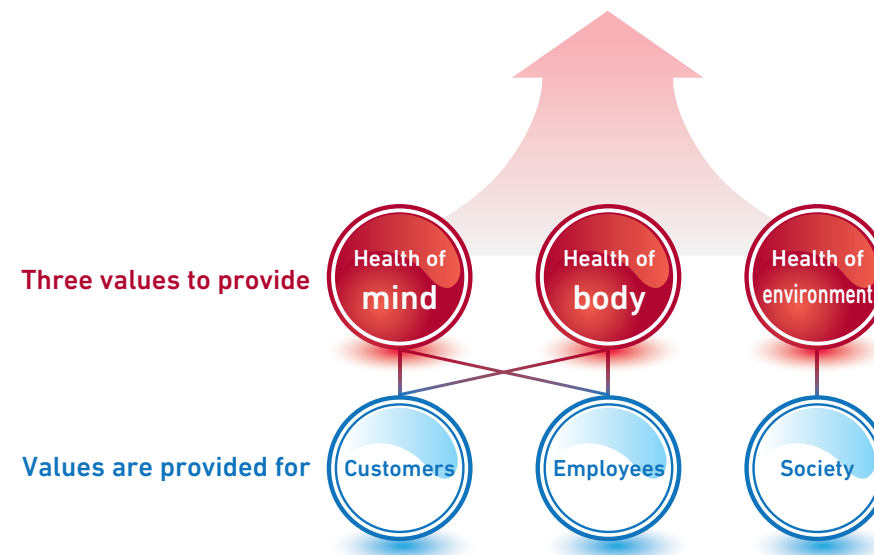 Three values to provide
Health of
mind
Health of
body
Health of
environment
Values are provided for
Customers
Employees
Society